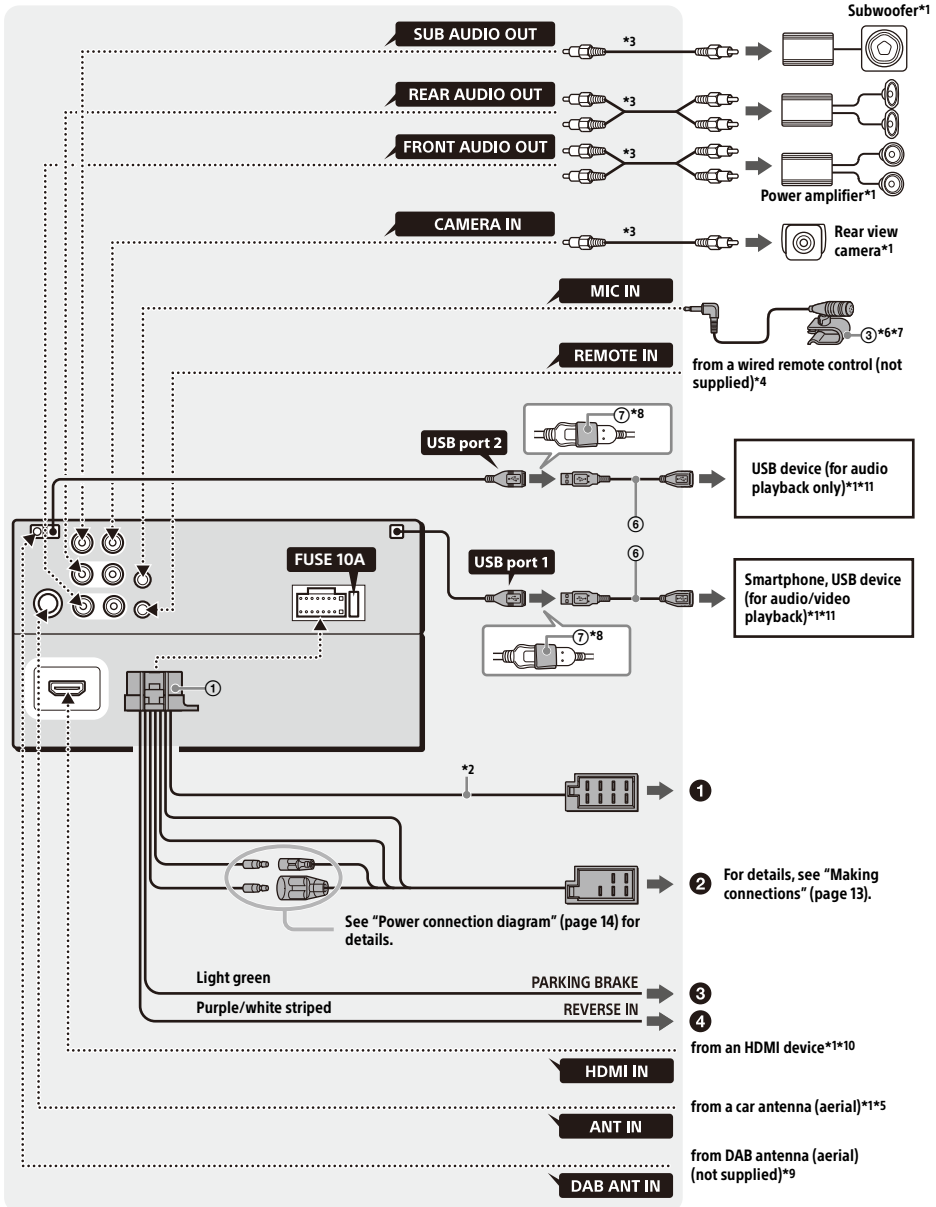 Subwoofer*1
SUB AUDIO OUT
*3
REAR AUDIO OUT
*3
FRONT AUDIO OUT
*3
Power amplifier*1
CAMERA IN
*3
Rear view
camera*1
MIC IN
③*6*7
REMOTE IN
from a wired remote control (not
supplied)*4
⑦*8
USB port 2
USB device (for audio
playback only)*1*11
⑥
⑥
FUSE 10A
USB port 1
Smartphone, USB device
(for audio/video
playback)*1*11
⑦*8
①
*2
❶
❷
For details, see “Making
connections” (page 13).
See “Power connection diagram” (page 14) for
details.
Light green
PARKING BRAKE
❸
Purple/white striped
REVERSE IN
❹
from an HDMI device*1*10
HDMI IN
from a car antenna (aerial)*1*5
ANT IN
from DAB antenna (aerial)
(not supplied)*9
DAB ANT IN